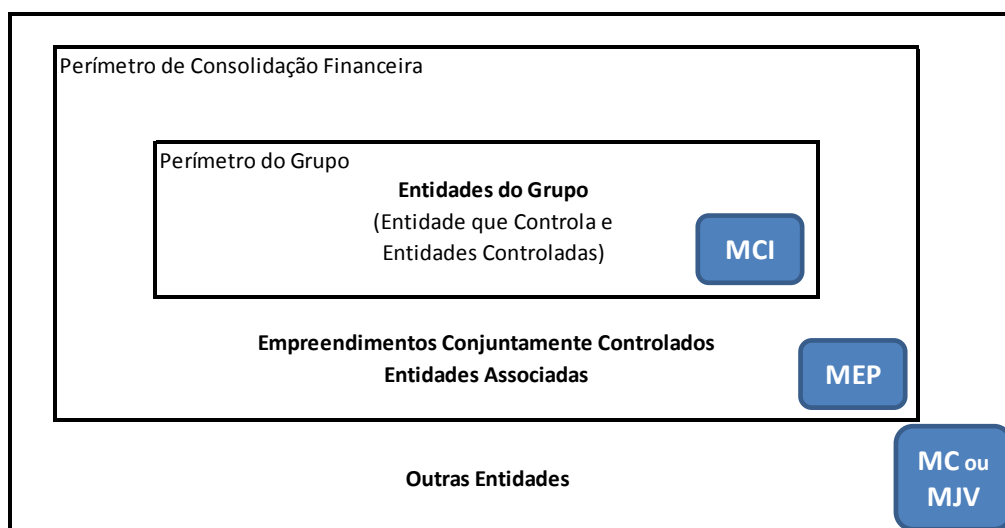 Perímetro de Consolidação Financeira
Perímetro do Grupo
Entidades do Grupo
(Entidade que Controla e
Entidades Controladas)
MCI
Empreendimentos Conjuntamente Controlados
Entidades Associadas
MEP
Outras Entidades
MC ou
MJV